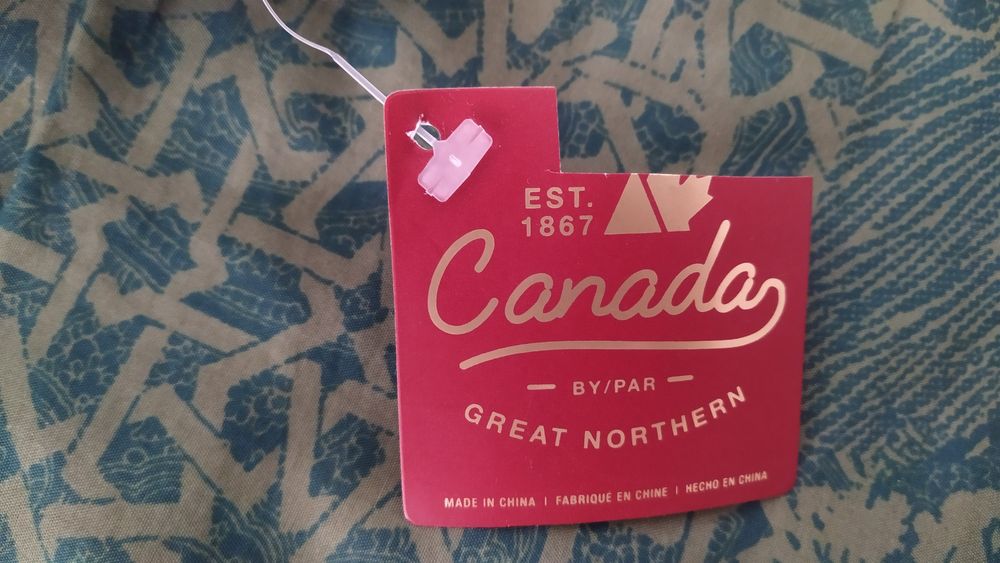 EST.
1867
Canada
BY/PAR
GREAT NORTHERN
MADE IN CHINA | FABRIQUÉ EN CHINE | HECHO EN CHINA